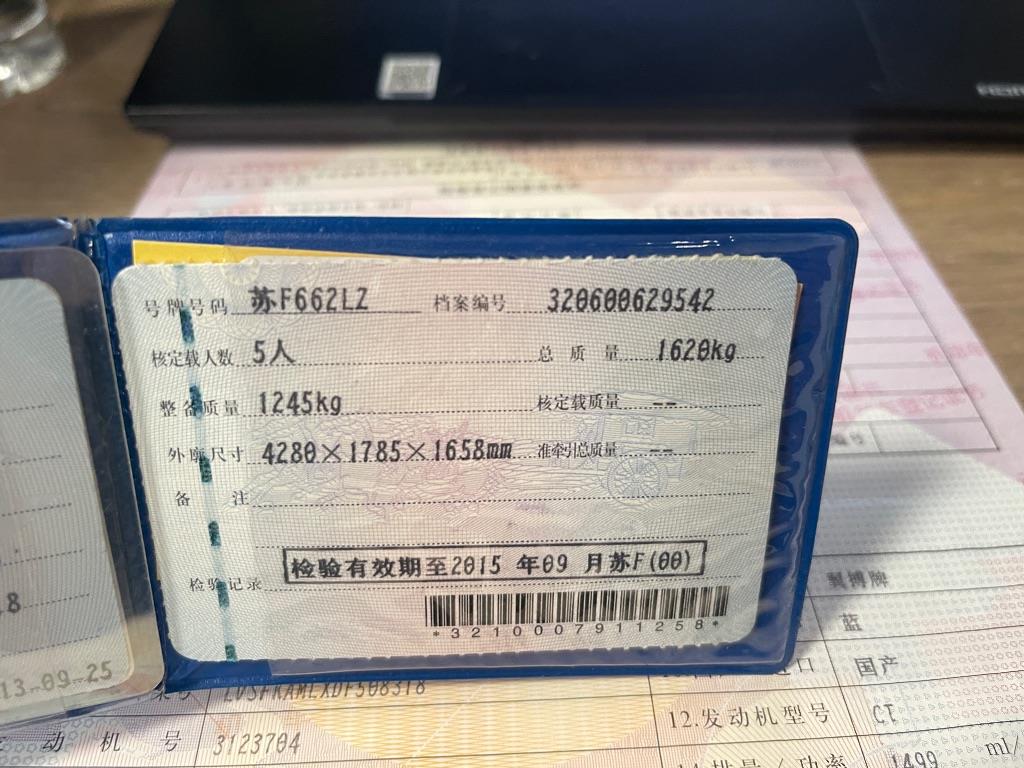 号牌号码 苏F662LZ 档案编号 320600629542
核定载人数 5人 总质量 1620kg
整备质量 1245kg 核定载质量 --
外廓尺寸 4280×1785×1658mm 准牵引总质量 --
备注
检验有效期至2015 年09 月苏F(00)
检验记录
*3210007911258*
蓝
国产
12.发动机型号 CT
动机号 3123704
1499 ml/
13-09-25